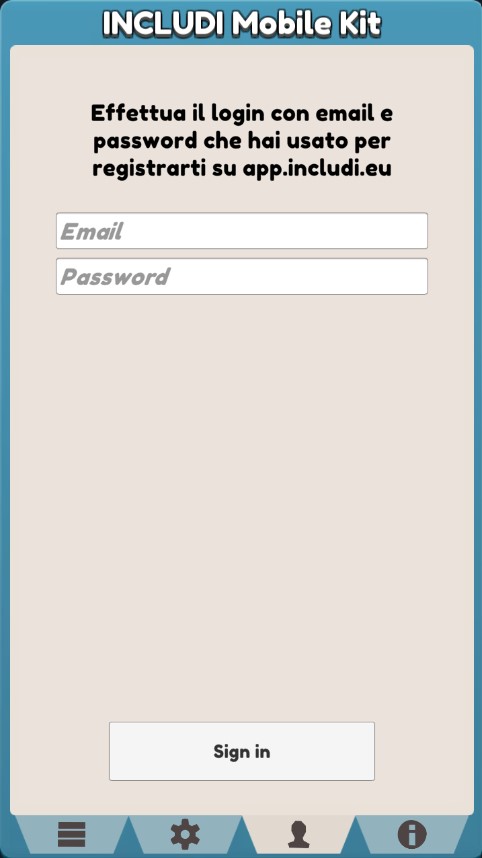 INCLUDI Mobile Kit
Effettua il login con email e
password che hai usato per
registrarti su app.includi.eu
Email
Password
Sign in